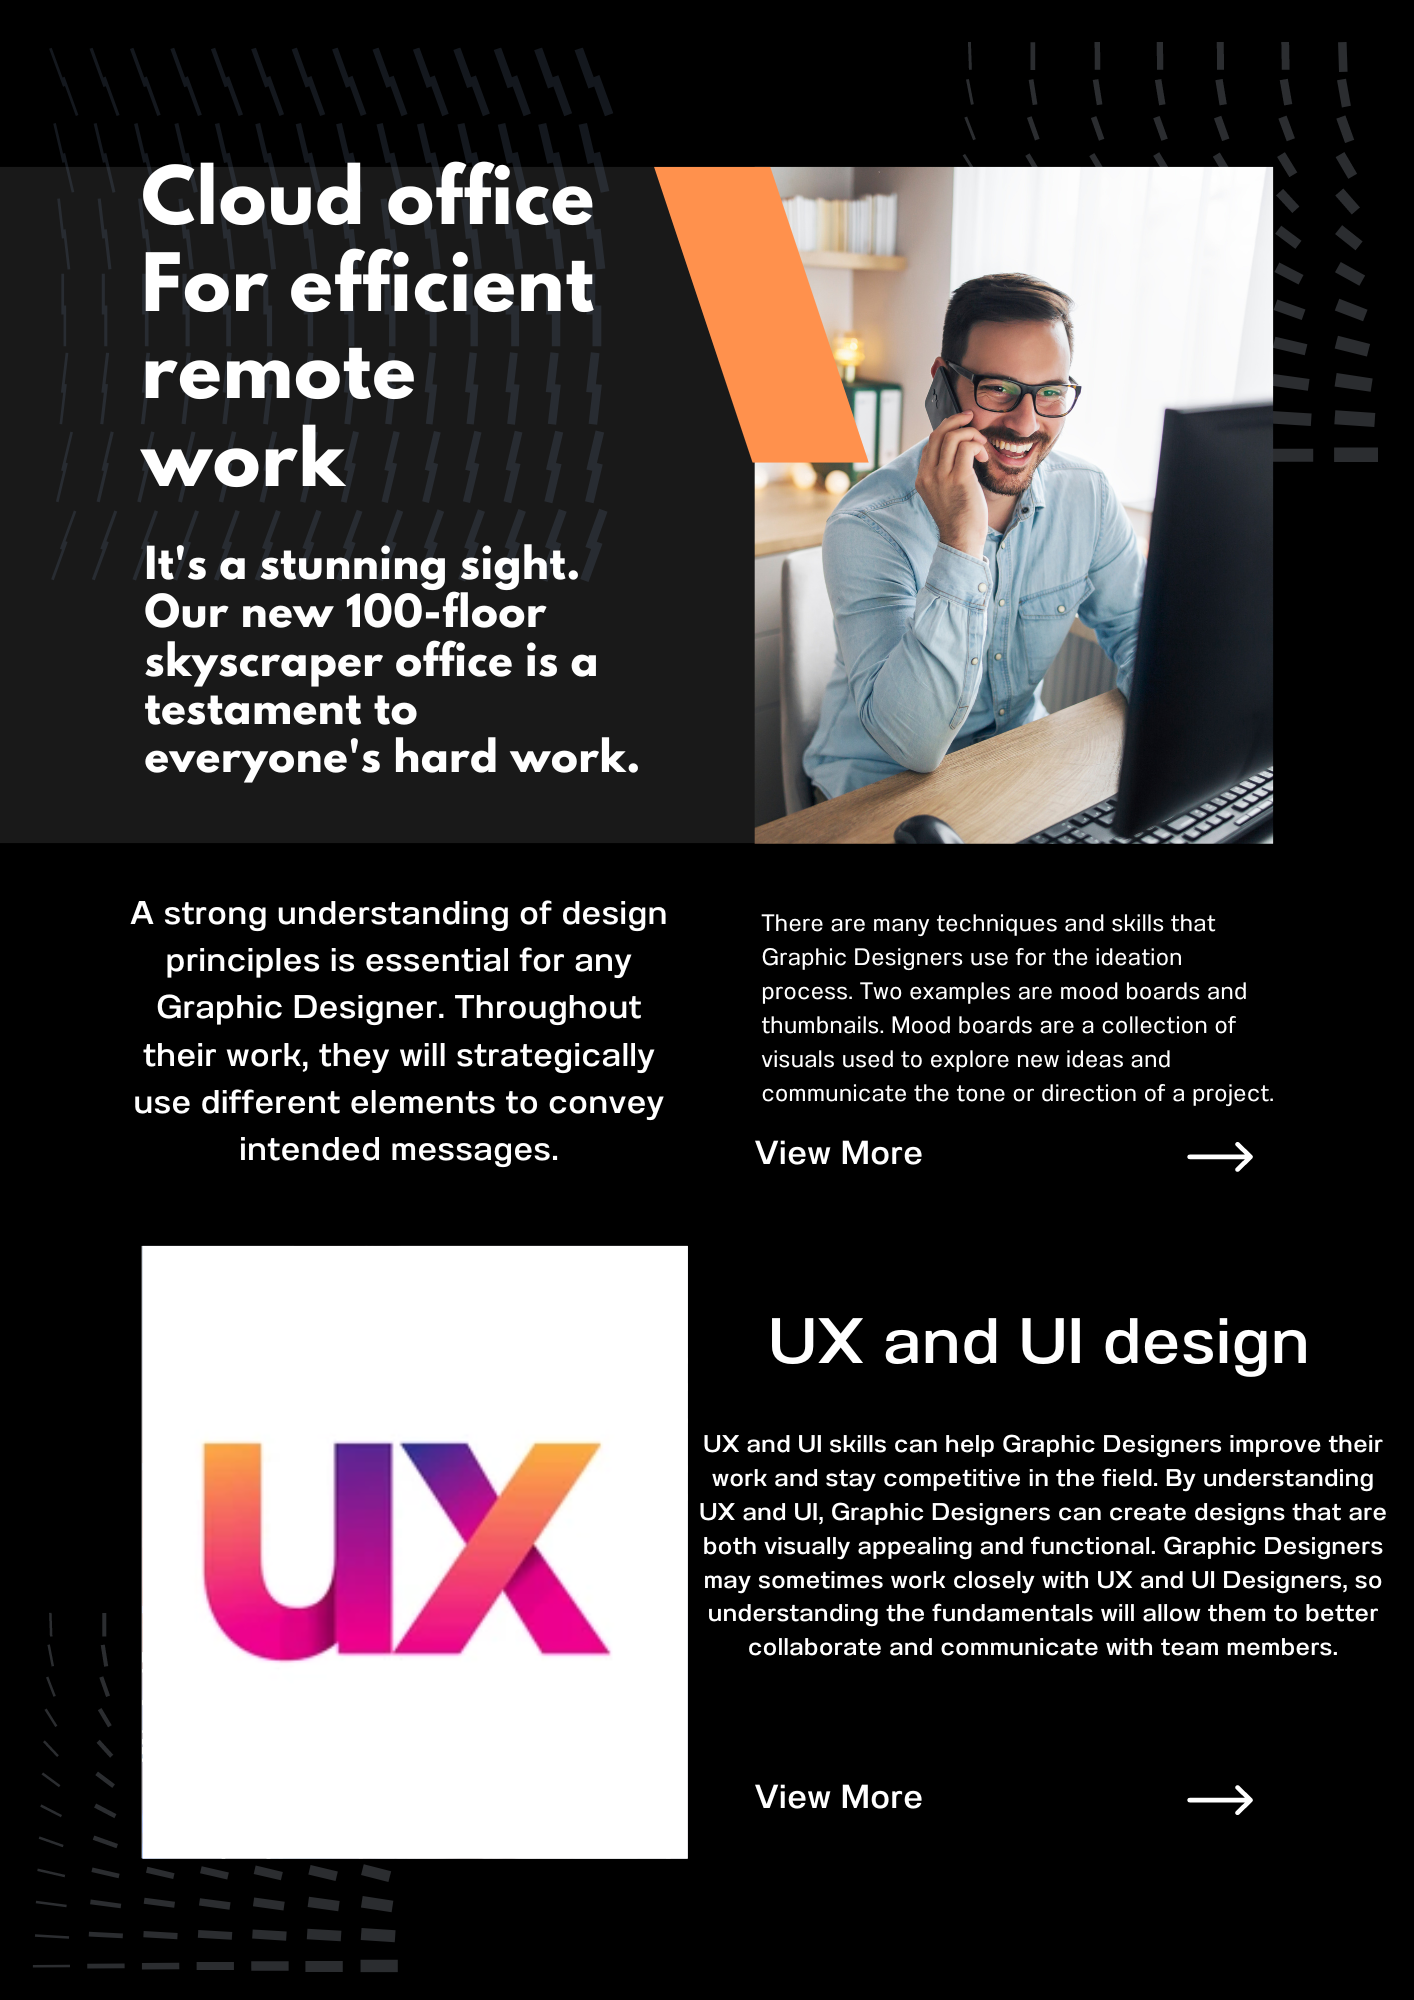 Cloud office
For efficient
remote
work
It's a stunning sight.
Our new 100-floor
skyscraper office is a
testament to
everyone's hard work.
A strong understanding of design
principles is essential for any
Graphic Designer. Throughout
their work, they will strategically
use different elements to convey
intended messages.
There are many techniques and skills that
Graphic Designers use for the ideation
process. Two examples are mood boards and
thumbnails. Mood boards are a collection of
visuals used to explore new ideas and
communicate the tone or direction of a project.
View More
UX
UX and UI design
UX and UI skills can help Graphic Designers improve their
work and stay competitive in the field. By understanding
UX and UI, Graphic Designers can create designs that are
both visually appealing and functional. Graphic Designers
may sometimes work closely with UX and UI Designers, so
understanding the fundamentals will allow them to better
collaborate and communicate with team members.
View More